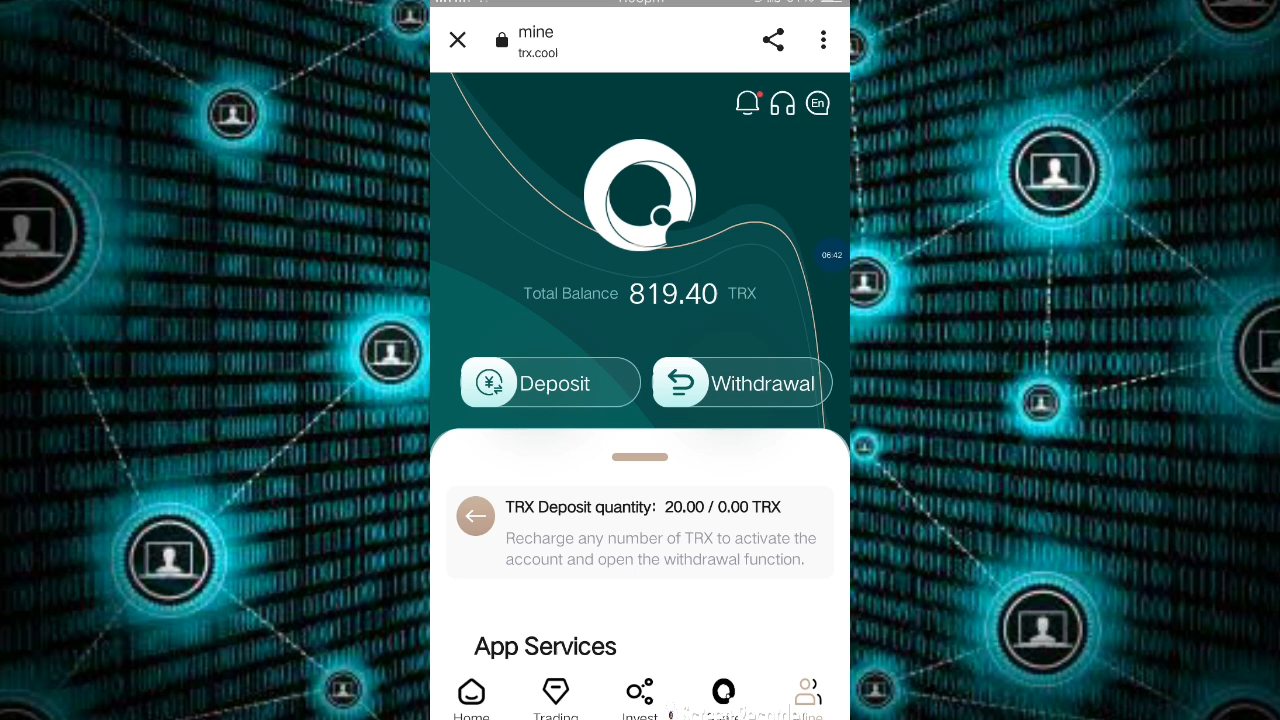 mine
trx.cool
En
06:42
Total Balance 819.40 TRX
Deposit
Withdrawal
TRX Deposit quantity: 20.00 / 0.00 TRX
Recharge any number of TRX to activate the
account and open the withdrawal function.
App Services
Home Trading Invest